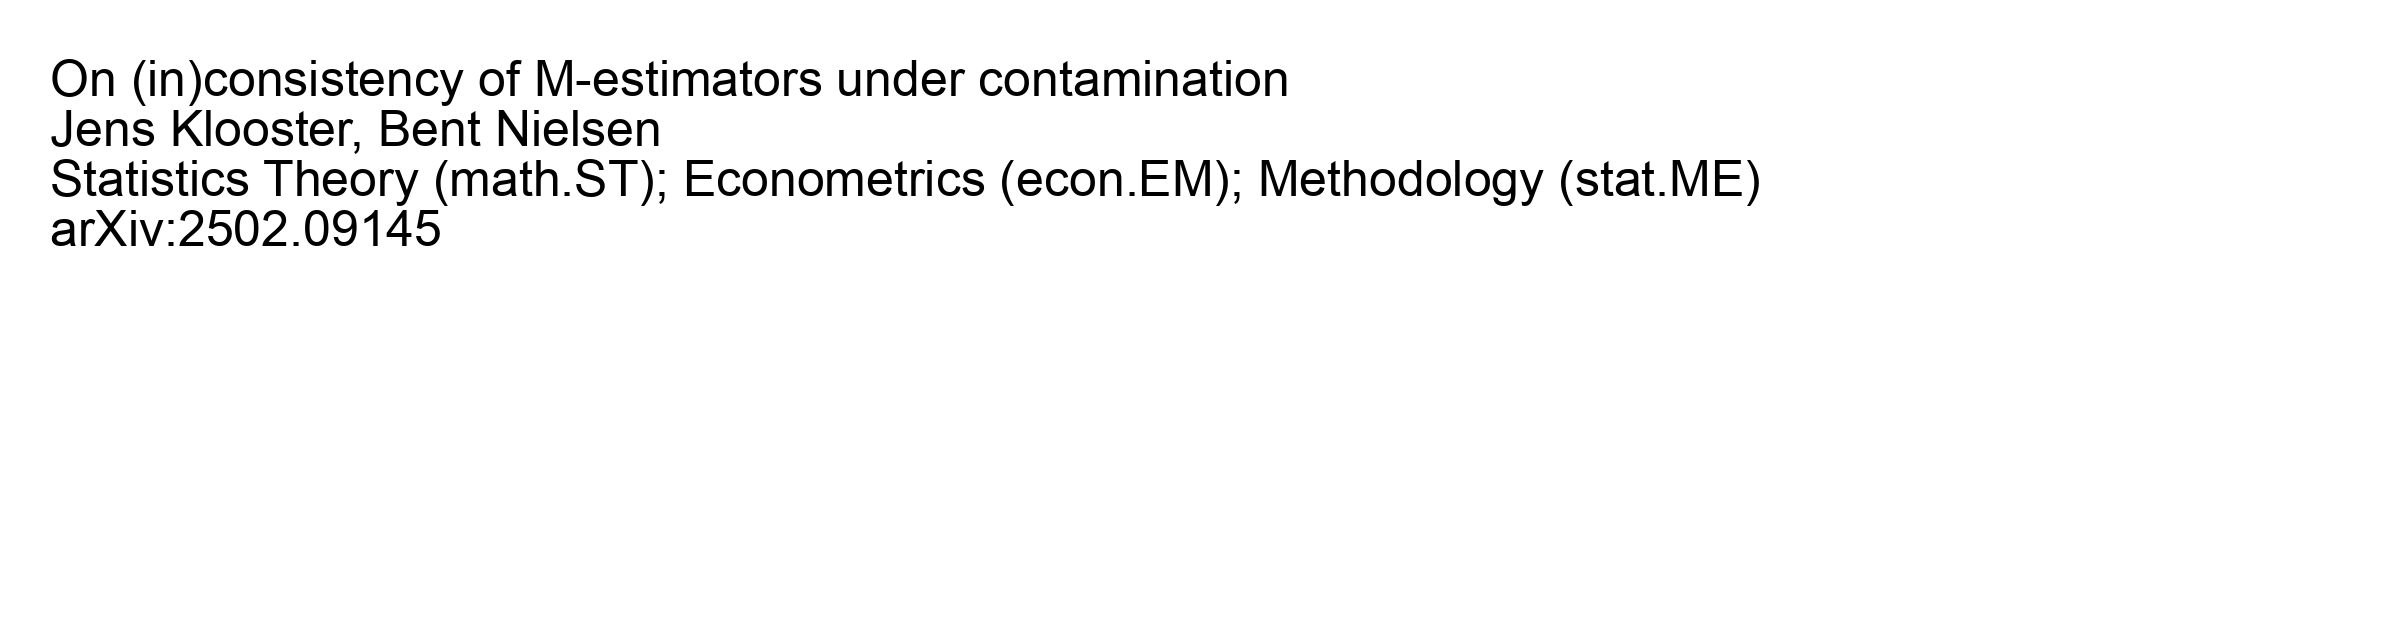 On (in)consistency of M-estimators under contamination
Jens Klooster, Bent Nielsen
Statistics Theory (math.ST); Econometrics (econ.EM); Methodology (stat.ME)
arXiv:2502.09145